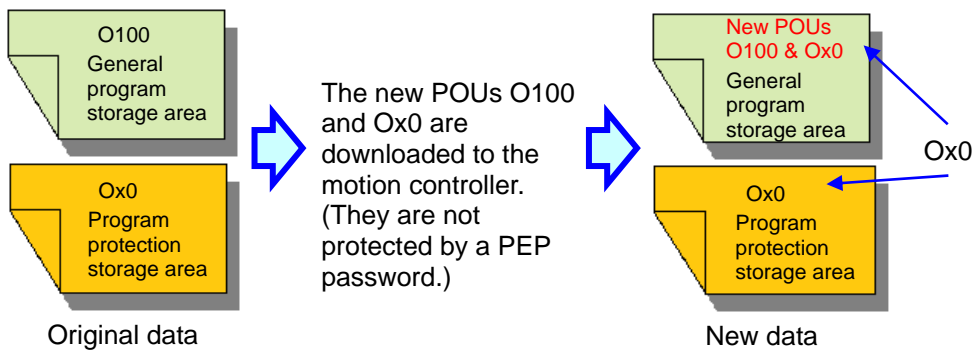 O100
General
program
storage area
Ox0
Program
protection
storage area
Original data
The new POUs O100
and Ox0 are
downloaded to the
motion controller.
(They are not
protected by a PEP
password.)
New POUs
O100 & Ox0
General
program
storage area
Ox0
Program
protection
storage area
New data
Ox0